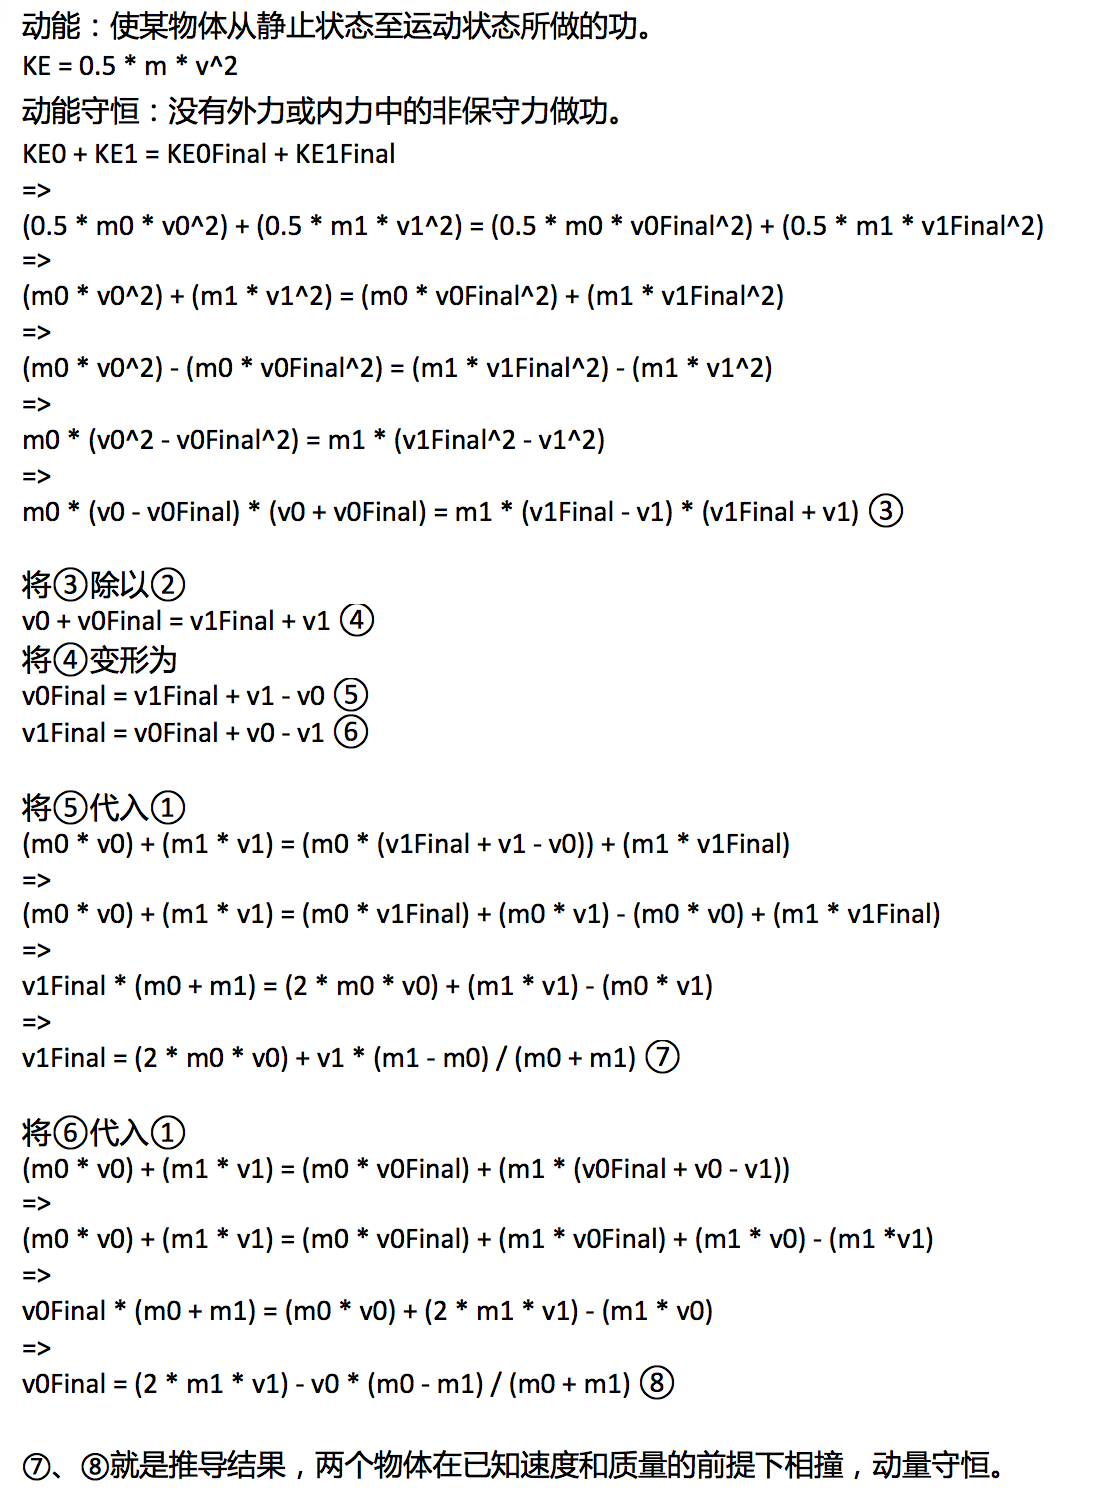 动能：使某物体从静止状态至运动状态所做的功。
KE = 0.5 * m * v^2
动能守恒：没有外力或内力中的非保守力做功。
KE0 + KE1 = KE0Final + KE1Final
=>
(0.5 * m0 * v0^2) + (0.5 * m1 * v1^2) = (0.5 * m0 * v0Final^2) + (0.5 * m1 * v1Final^2)
=>
(m0 * v0^2) + (m1 * v1^2) = (m0 * v0Final^2) + (m1 * v1Final^2)
=>
(m0 * v0^2) - (m0 * v0Final^2) = (m1 * v1Final^2) - (m1 * v1^2)
=>
m0 * (v0^2 - v0Final^2) = m1 * (v1Final^2 - v1^2)
=>
m0 * (v0 - v0Final) * (v0 + v0Final) = m1 * (v1Final - v1) * (v1Final + v1) ③
将③除以②
v0 + v0Final = v1Final + v1 ④
将④变形为
v0Final = v1Final + v1 - v0 ⑤
v1Final = v0Final + v0 - v1 ⑥
将⑤代入①
(m0 * v0) + (m1 * v1) = (m0 * (v1Final + v1 - v0)) + (m1 * v1Final)
=>
(m0 * v0) + (m1 * v1) = (m0 * v1Final) + (m0 * v1) - (m0 * v0) + (m1 * v1Final)
=>
v1Final * (m0 + m1) = (2 * m0 * v0) + (m1 * v1) - (m0 * v1)
=>
v1Final = (2 * m0 * v0) + v1 * (m1 - m0) / (m0 + m1) ⑦
将⑥代入①
(m0 * v0) + (m1 * v1) = (m0 * v0Final) + (m1 * (v0Final + v0 - v1))
=>
(m0 * v0) + (m1 * v1) = (m0 * v0Final) + (m1 * v0Final) + (m1 * v0) - (m1 *v1)
=>
v0Final * (m0 + m1) = (m0 * v0) + (2 * m1 * v1) - (m1 * v0)
=>
v0Final = (2 * m1 * v1) - v0 * (m0 - m1) / (m0 + m1) ⑧
⑦、⑧就是推导结果，两个物体在已知速度和质量的前提下相撞，动量守恒。